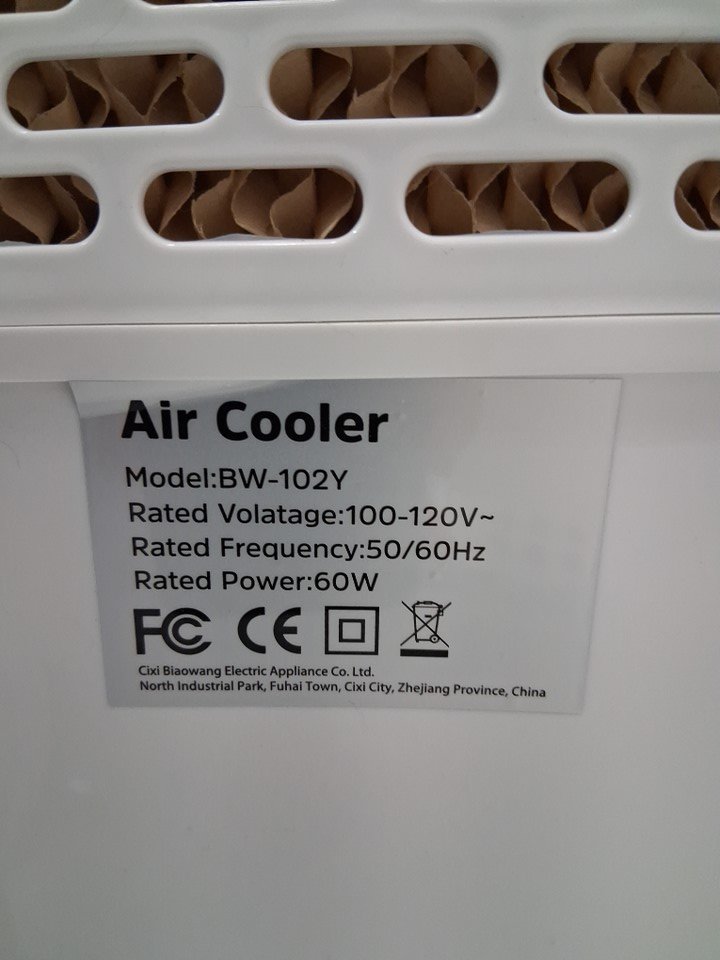 Air Cooler
Model:BW-102Y
Rated Volatage:100-120V~
Rated Frequency:50/60Hz
Rated Power:60W
FC CE
Cixi Biaowang Electric Appliance Co. Ltd.
North Industrial Park, Fuhai Town, Cixi City, Zhejiang Province, China